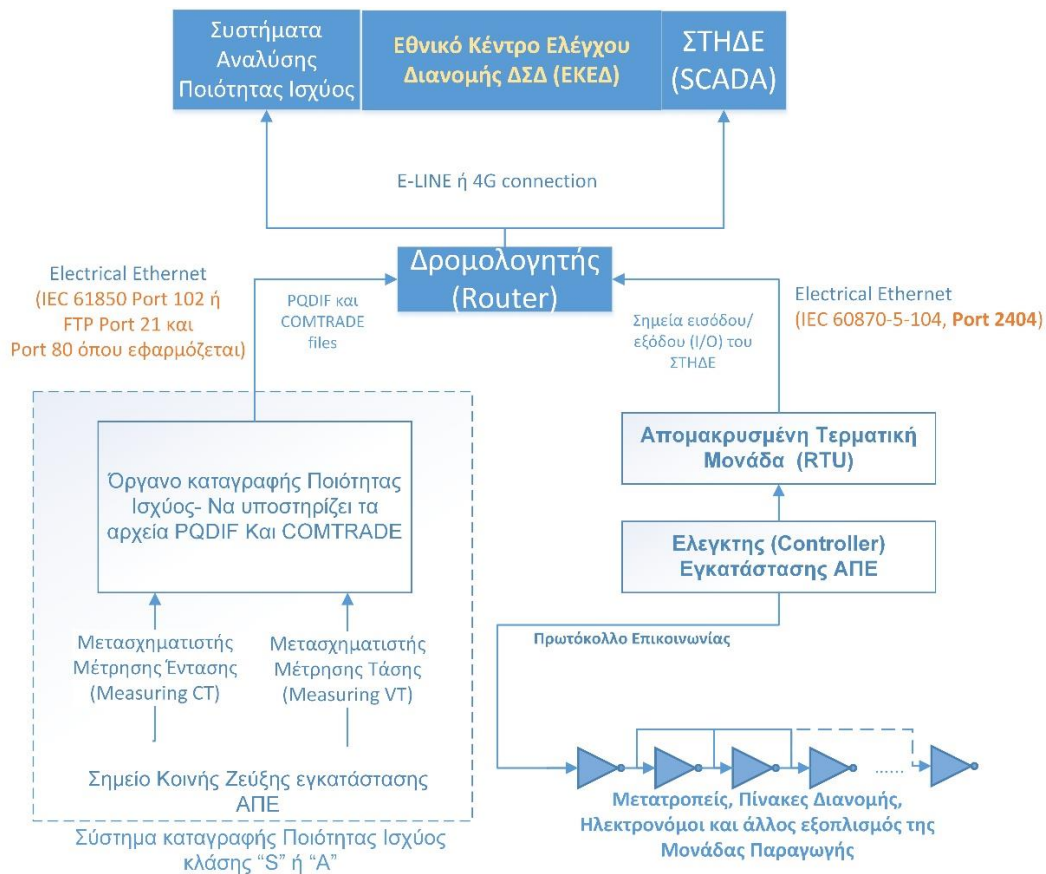 Συστήματα
Αναλύσης
Ποιότητας Ισχύος
Εθνικό Κέντρο Ελέγχου
Διανομής ΔΣΔ (ΕΚΕΔ)
ΣΤΗΔΕ
(SCADA)
E-LINE ή 4G connection
Δρομολογητής
(Router)
Electrical Ethernet
(IEC 61850 Port 102 ή
FTP Port 21 και
Port 80 όπου εφαρμόζεται)
PQDIF και
COMTRADE
files
Σημεία εισόδου/
εξόδου (I/O) του
ΣΤΗΔΕ
Electrical Ethernet
(IEC 60870-5-104, Port 2404)
Όργανο καταγραφής Ποιότητας
Ισχύος- Να υποστηρίζει τα
αρχεία PQDIF Και COMTRADE
Μετασχηματιστής
Μέτρησης Έντασης
(Measuring CT)
Μετασχηματιστής
Μέτρησης Τάσης
(Measuring VT)
Σημείο Κοινής Ζεύξης εγκατάστασης
ΑΠΕ
Σύστημα καταγραφής Ποιότητας Ισχύος
κλάσης “S” ή “A”
Απομακρυσμένη Τερματική
Μονάδα (RTU)
Ελεγκτης (Controller)
Εγκατάστασης ΑΠΕ
Πρωτόκολλο Επικοινωνίας
......
Μετατροπείς, Πίνακες Διανομής,
Ηλεκτρονόμοι και άλλος εξοπλισμός της
Μονάδας Παραγωγής